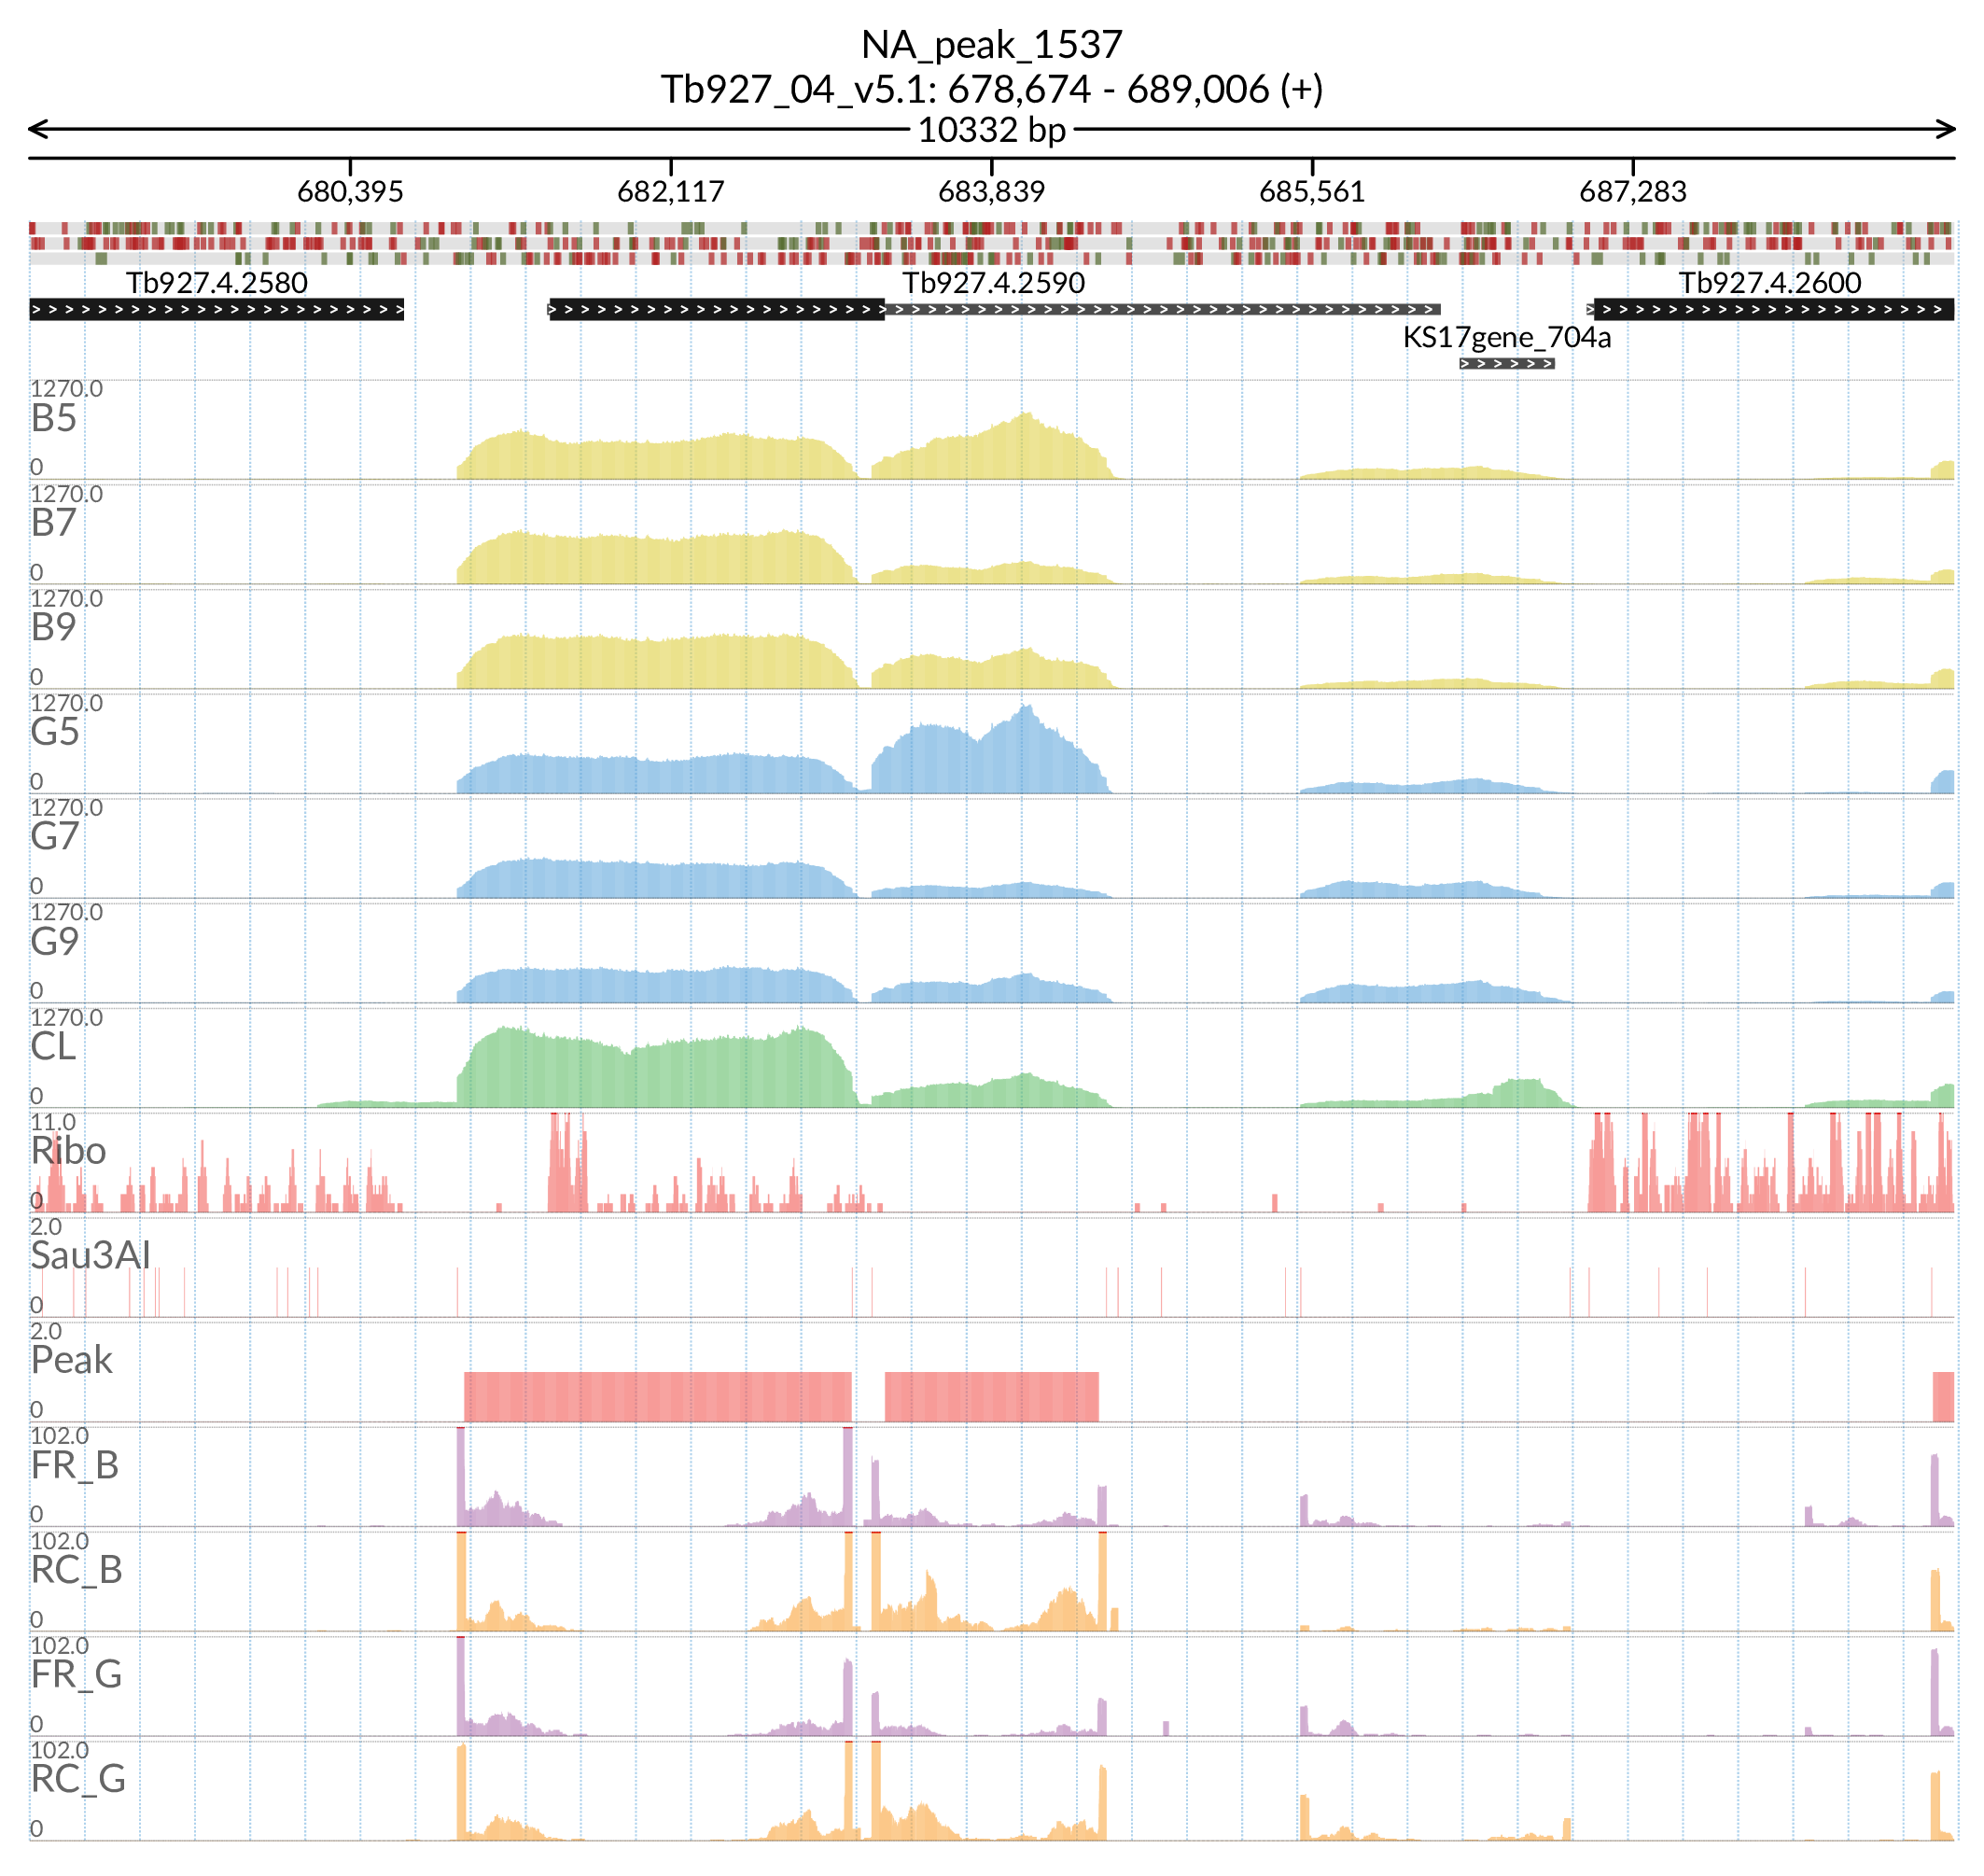 NA_peak_1537
Tb927_04_v5.1: 678,674 - 689,006 (+)
10332 bp
680,395 682,117 683,839 685,561 687,283
Tb927.4.2580 Tb927.4.2590 Tb927.4.2600
KS17gene_704a
1270.0
B5
0
1270.0
B7
0
1270.0
B9
0
1270.0
G5
0
1270.0
G7
0
1270.0
G9
0
1270.0
CL
0
11.0
Ribo
0
2.0
Sau3AI
0
2.0
Peak
0
102.0
FR_B
0
102.0
RC_B
0
102.0
FR_G
0
102.0
RC_G
0